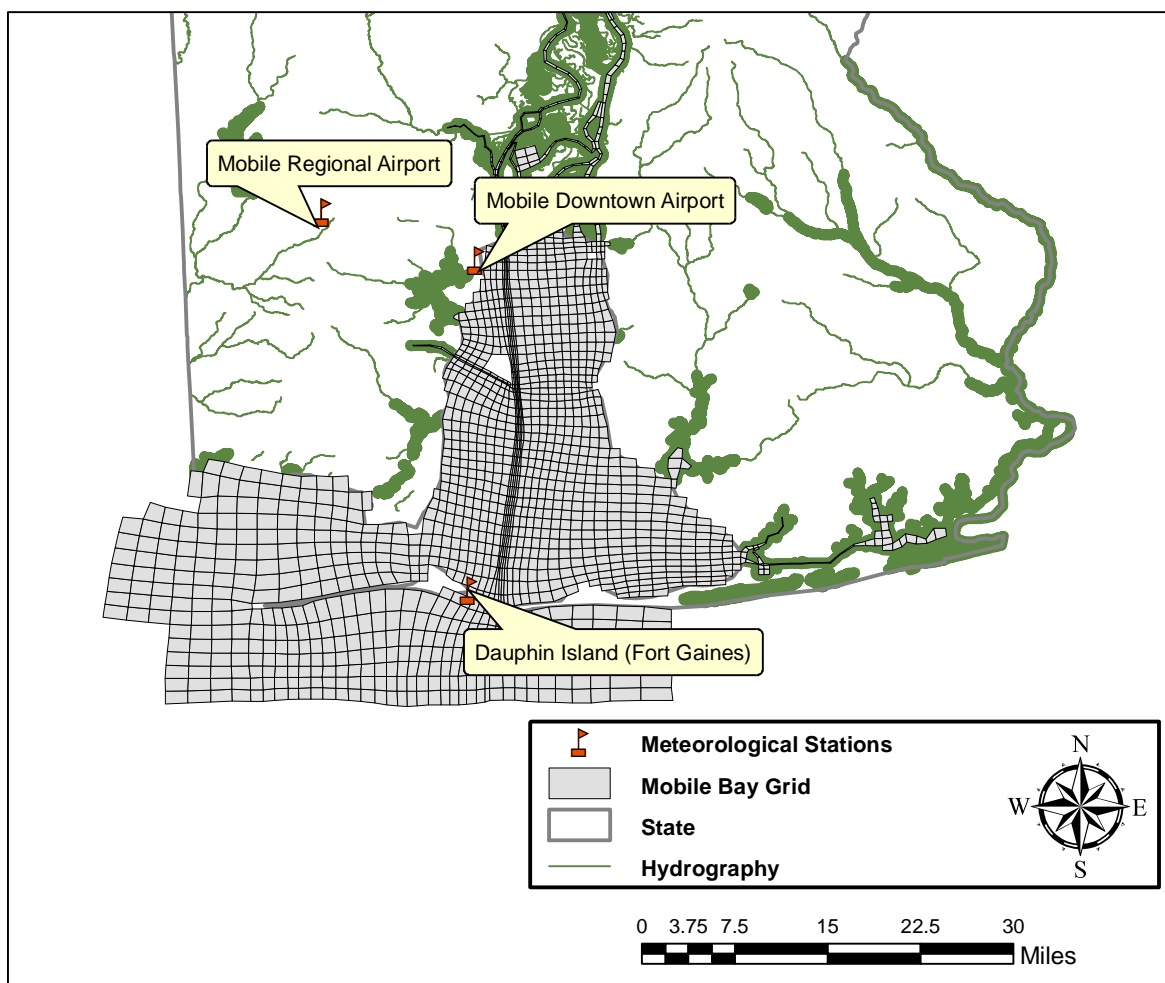 Mobile Regional Airport
Mobile Downtown Airport
Dauphin Island (Fort Gaines)
Meteorological Stations
Mobile Bay Grid
State
Hydrography
N
W E
S
0 3.75 7.5 15 22.5 30
Miles